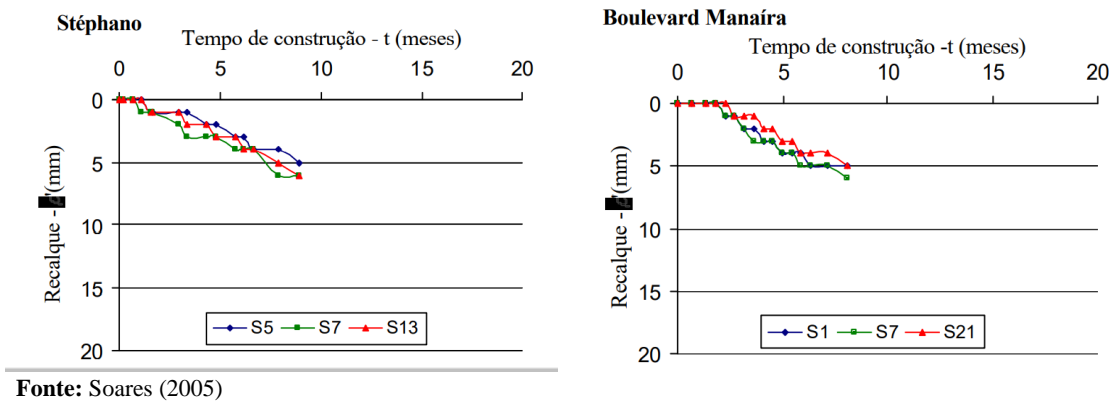 Stéphano
Tempo de construção - t (meses)
0 5 10 15 20
0
5
10
15
20
Recalque - (mm)
S5 S7 S13
Boulevard Manaíra
Tempo de construção -t (meses)
0 5 10 15 20
0
5
10
15
20
Recalque - (mm)
S1 S7 S21
Fonte: Soares (2005)